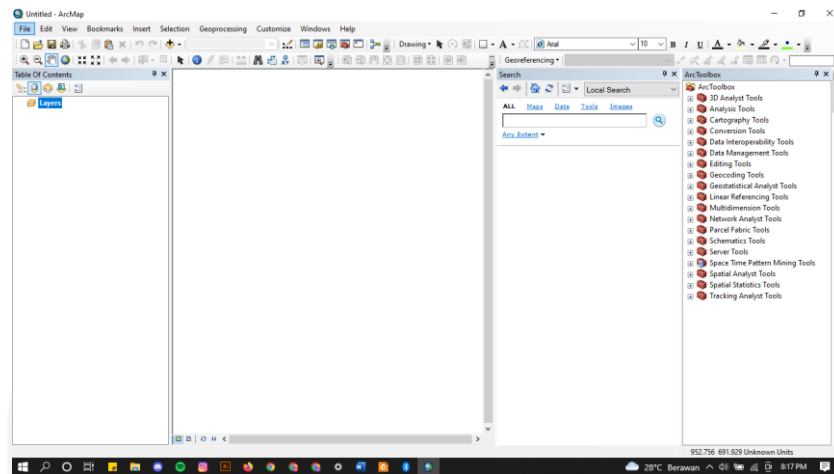 Untitled - ArcMap
File Edit View Bookmarks Insert Selection Geoprocessing Customize Windows Help
Drawing
Arial
10
B I U A
Georeferencing
Table Of Contents
Layers
Search
Local Search
ALL Maps Data Tools Images
Any Extent
ArcToolbox
ArcToolbox
3D Analyst Tools
Analysis Tools
Cartography Tools
Conversion Tools
Data Interoperability Tools
Data Management Tools
Editing Tools
Geocoding Tools
Geostatistical Analyst Tools
Linear Referencing Tools
Multidimension Tools
Network Analyst Tools
Parcel Fabric Tools
Schematics Tools
Server Tools
Space Time Pattern Mining Tools
Spatial Analyst Tools
Spatial Statistics Tools
Tracking Analyst Tools
952.756 691.929 Unknown Units
28°C Berawan
8:17 PM